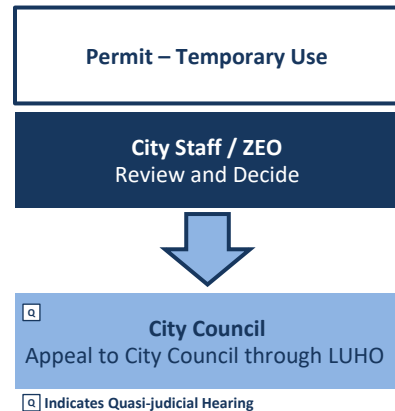 Permit – Temporary Use
City Staff / ZEO
Review and Decide
Q
City Council
Appeal to City Council through LUHO
Q Indicates Quasi-judicial Hearing